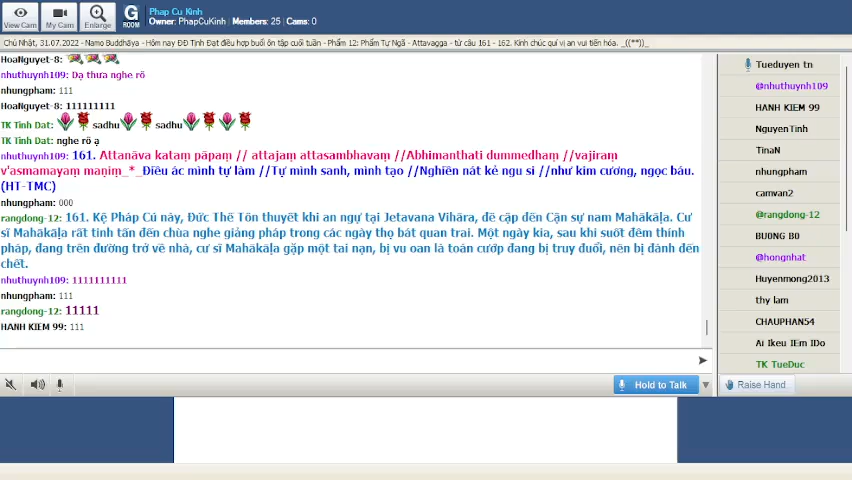 Phap Cu Kinh
Owner: PhapCuKinh | Members: 25 | Cams: 0
View Cam
My Cam
Enlarge
G
ROOM
Chủ Nhật, 31.07.2022 - Namo Buddhāya - Hôm nay ĐĐ Tịnh Đạt điều hợp buổi ôn tập cuối tuần - Phẩm 12: Phẩm Tự Ngã - Attavagga - từ câu 161 - 162. Kính chúc quí vị an vui tiến hóa. _((**))_
HoaNguyet-8:
nhuthuynh109: Dạ thưa nghe rõ
nhungpham: 111
HoaNguyet-8: 111111111
TK Tinh Dat: sadhu sadhu
TK Tinh Dat: nghe rõ ạ
nhuthuynh109: 161. Attanāva kataṃ pāpaṃ // attajaṃ attasambhavaṃ //Abhimanthati dummedhaṃ //vajiraṃ
v'asmamayaṃ maṇiṃ_*_Điều ác mình tự làm //Tự mình sanh, mình tạo //Nghiền nát kẻ ngu si //như kim cương, ngọc báu.
(HT-TMC)
nhungpham: 000
rangdong-12: 161. Kệ Pháp Cú này, Đức Thế Tôn thuyết khi an ngự tại Jetavana Vihāra, đề cập đến Cận sự nam Mahākāḷa. Cư
sĩ Mahākāḷa rất tinh tấn đến chùa nghe giảng pháp trong các ngày thọ bát quan trai. Một ngày kia, sau khi suốt đêm thính
pháp, đang trên đường trở về nhà, cư sĩ Mahākāḷa gặp một tai nạn, bị vu oan là toán cướp đang bị truy đuổi, nên bị đánh đến
chết.
nhuthuynh109: 1111111111
nhungpham: 111
rangdong-12: 11111
HANH KIEM 99: 111
Tueduyen tn
@nhuthuynh109
HANH KIEM 99
NguyenTinh
TinaN
nhungpham
camvan2
@rangdong-12
BU0NG B0
@hongnhat
Huyenmong2013
thy lam
CHAUPHAN54
Ai Ikeu IEm IDo
TK TueDuc
Hold to Talk
Raise Hand